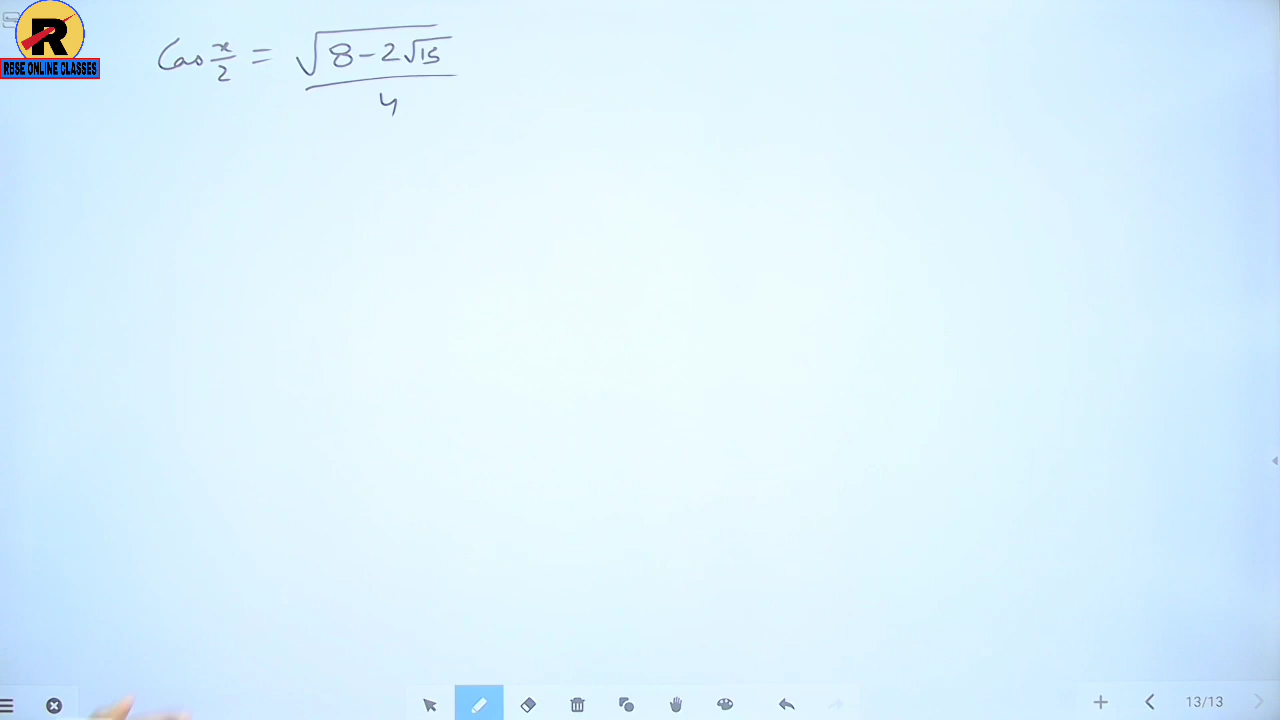 R
RBSE ONLINE CLASSES
Cos x/2 = √(8-2√15)/4
13/13